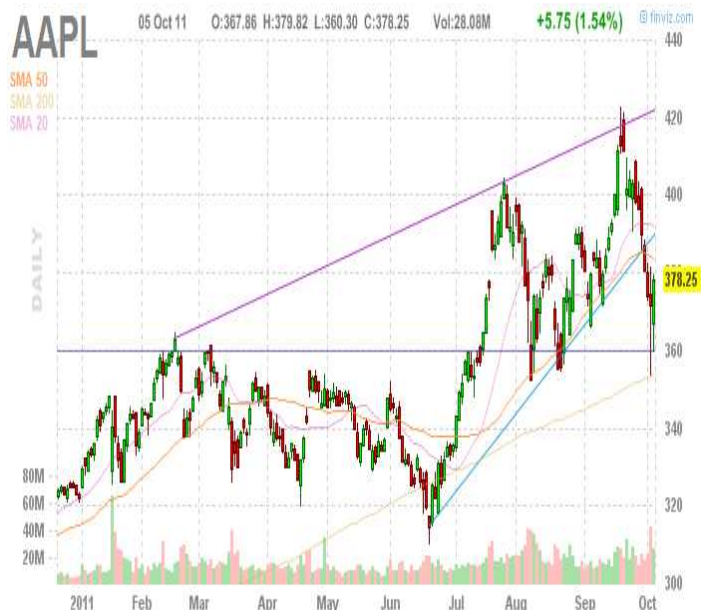 AAPL
05 Oct 11 O:367.86 H:379.82 L:360.30 C:378.25 Vol:28.08M +5.75 (1.54%) © finviz.com
SMA 50
SMA 200
SMA 20
DAILY
440
420
400
378.25
360
340
320
300
80M
60M
40M
20M
2011 Feb Mar Apr May Jun Jul Aug Sep Oct